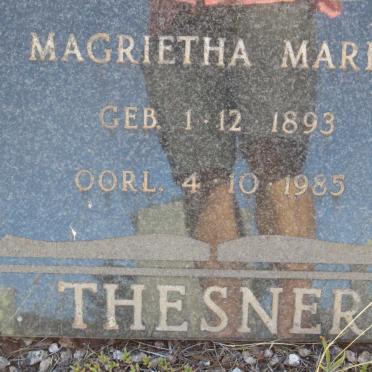 MAGRIETHA
GEB. 1·12 1893
OORL. 4·10·1985
THESNER